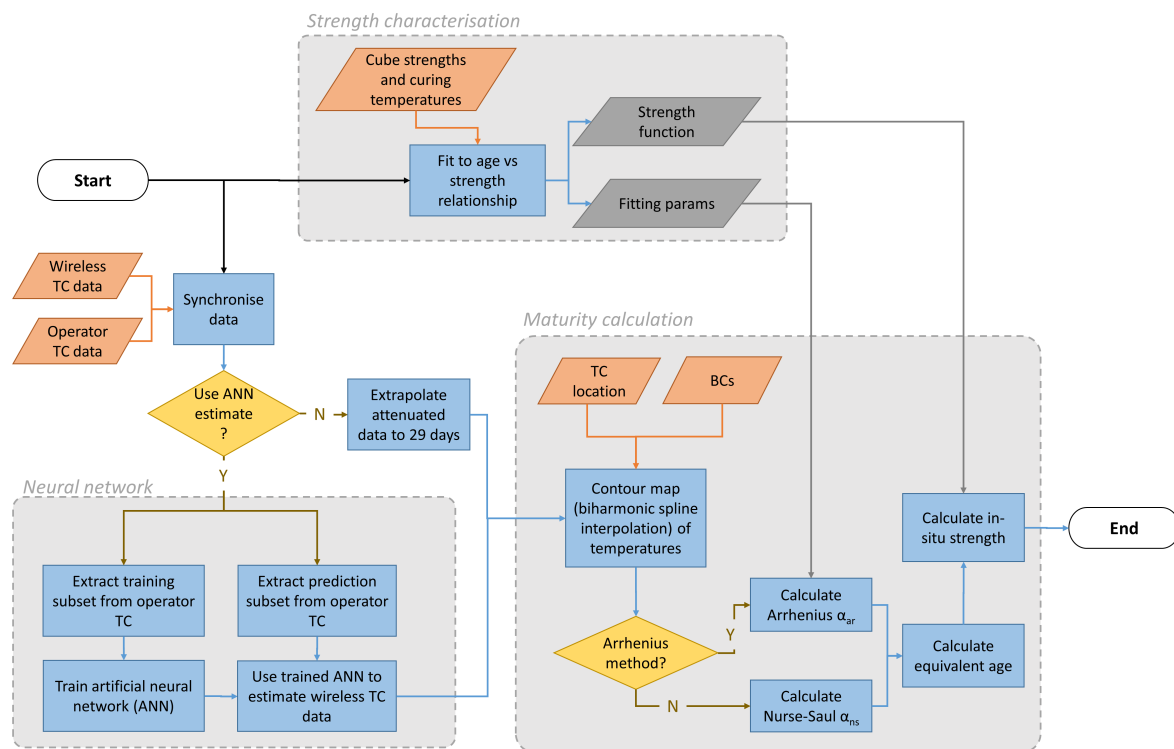 Strength characterisation
Cube strengths
and curing
temperatures
Strength
function
Start
Fit to age vs
strength
relationship
Fitting params
Wireless
TC data
Synchronise
data
Operator
TC data
Maturity calculation
TC
location
BCs
Use ANN
estimate
?
N
Extrapolate
attenuated
data to 29 days
Y
Neural network
Contour map
(biharmonic spline
interpolation) of
temperatures
Calculate in-
situ strength
End
Extract training
subset from operator
TC
Extract prediction
subset from operator
TC
Calculate
Arrhenius αar
Y
Arrhenius
method?
Calculate
equivalent age
Train artificial neural
network (ANN)
Use trained ANN to
estimate wireless TC
data
N
Calculate
Nurse-Saul αns